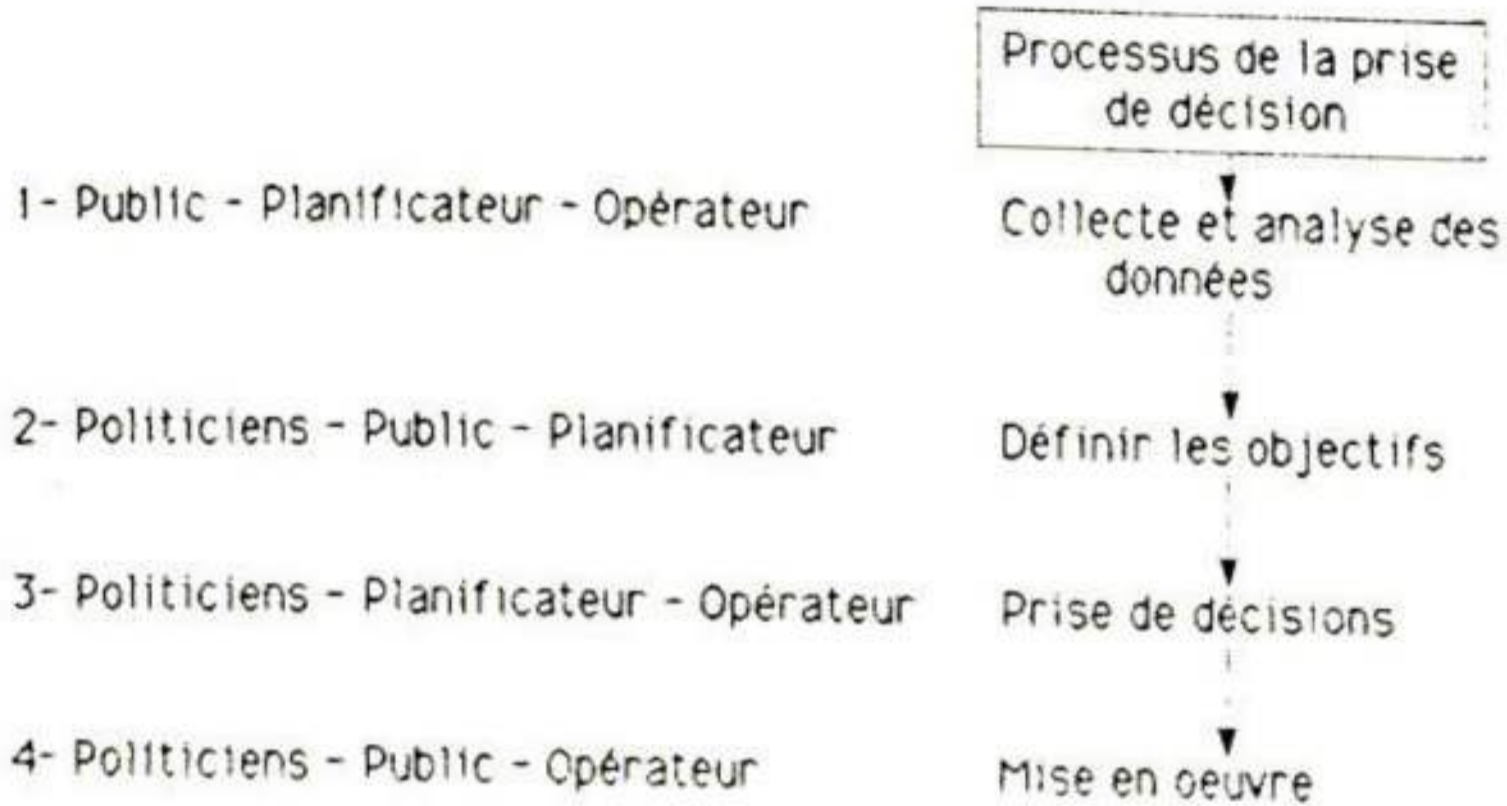 Processus de la prise
de décision
1- Public - Planificateur - Opérateur
Collecte et analyse des
données
2- Politiciens - Public - Planificateur
Définir les objectifs
3- Politiciens - Planificateur - Opérateur
Prise de décisions
4- Politiciens - Public - Opérateur
Mise en oeuvre